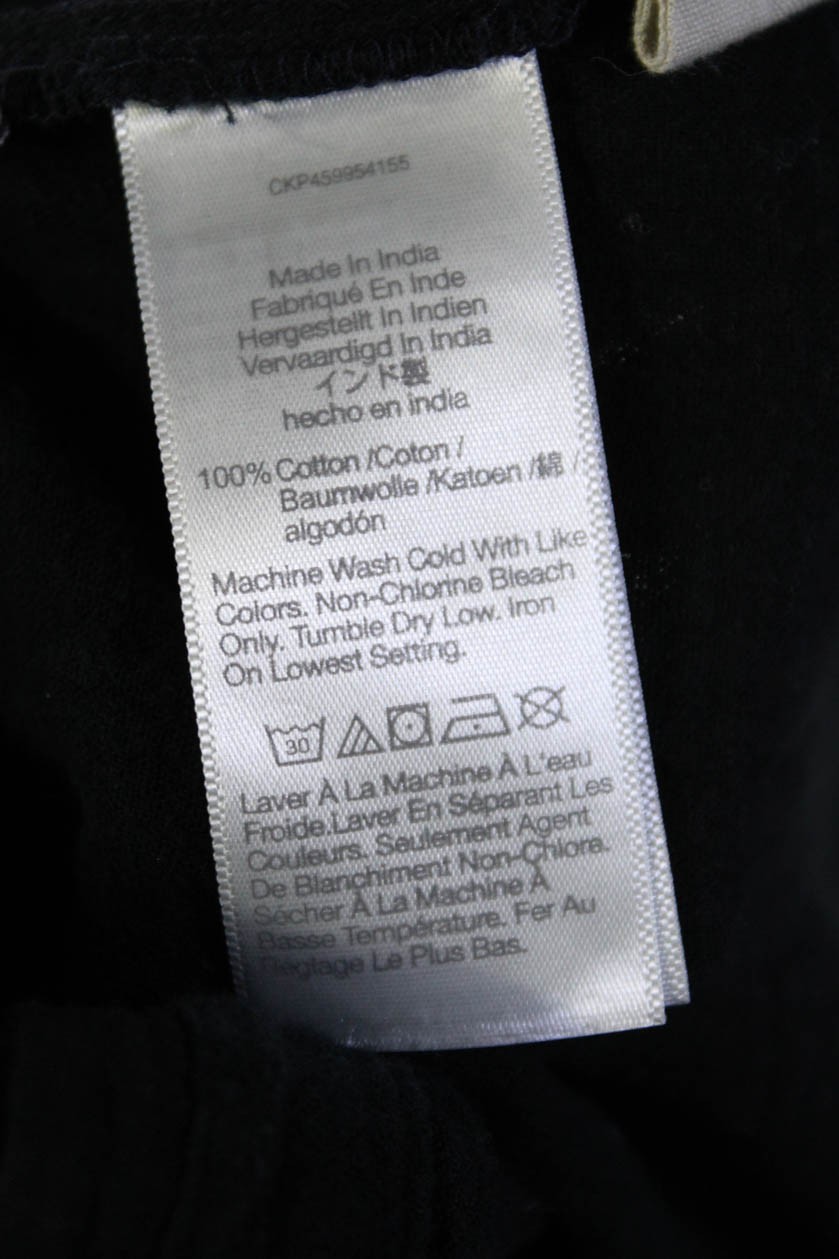 CKP459954155
Made In India
Fabriqué En Inde
Hergestellt In Indien
Vervaardigd In India
インド製
hecho en india
100% Cotton /Coton /
Baumwolle /Katoen /綿 /
algodón
Machine Wash Cold With Like
Colors. Non-Chlorine Bleach
Only. Tumble Dry Low. Iron
On Lowest Setting.
30
Laver À La Machine À L'eau
Froide.Laver En Séparant Les
Couleurs. Seulement Agent
De Blanchiment Non-Chlore.
Sécher À La Machine À
Basse Température. Fer Au
Réglage Le Plus Bas.